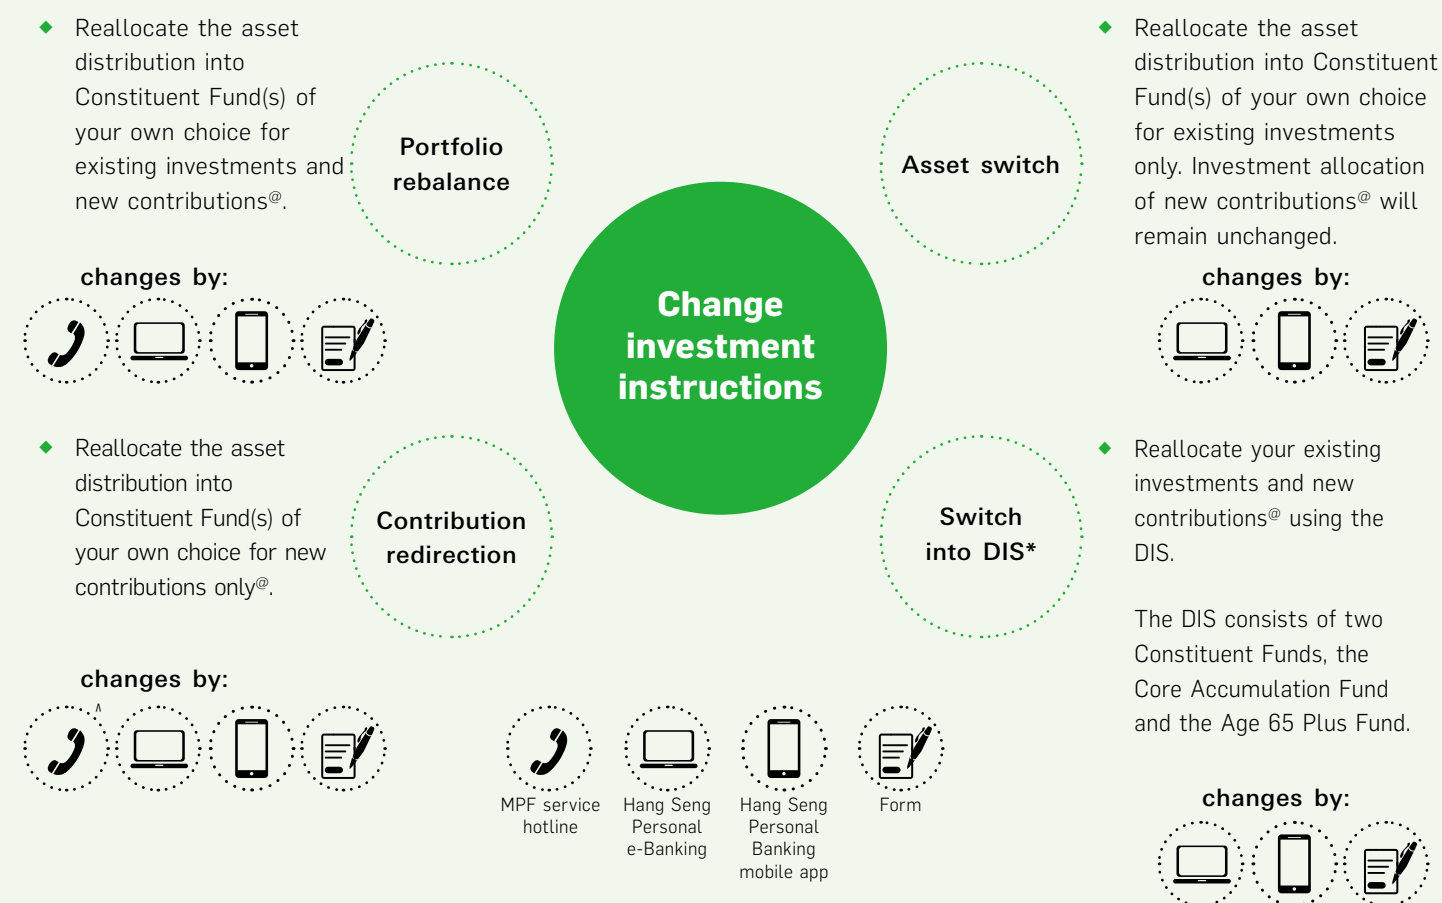 ◆ Reallocate the asset
distribution into
Constituent Fund(s) of
your own choice for
existing investments and
new contributions@.
Portfolio
rebalance
changes by:
Asset switch
◆ Reallocate the asset
distribution into Constituent
Fund(s) of your own choice
for existing investments
only. Investment allocation
of new contributions@ will
remain unchanged.
changes by:
Change
investment
instructions
◆ Reallocate the asset
distribution into
Constituent Fund(s) of
your own choice for new
contributions only@.
Contribution
redirection
changes by:
^
Switch
into DIS*
◆ Reallocate your existing
investments and new
contributions@ using the
DIS.
The DIS consists of two
Constituent Funds, the
Core Accumulation Fund
and the Age 65 Plus Fund.
changes by:
MPF service
hotline
Hang Seng
Personal
e-Banking
Hang Seng
Personal
Banking
mobile app
Form